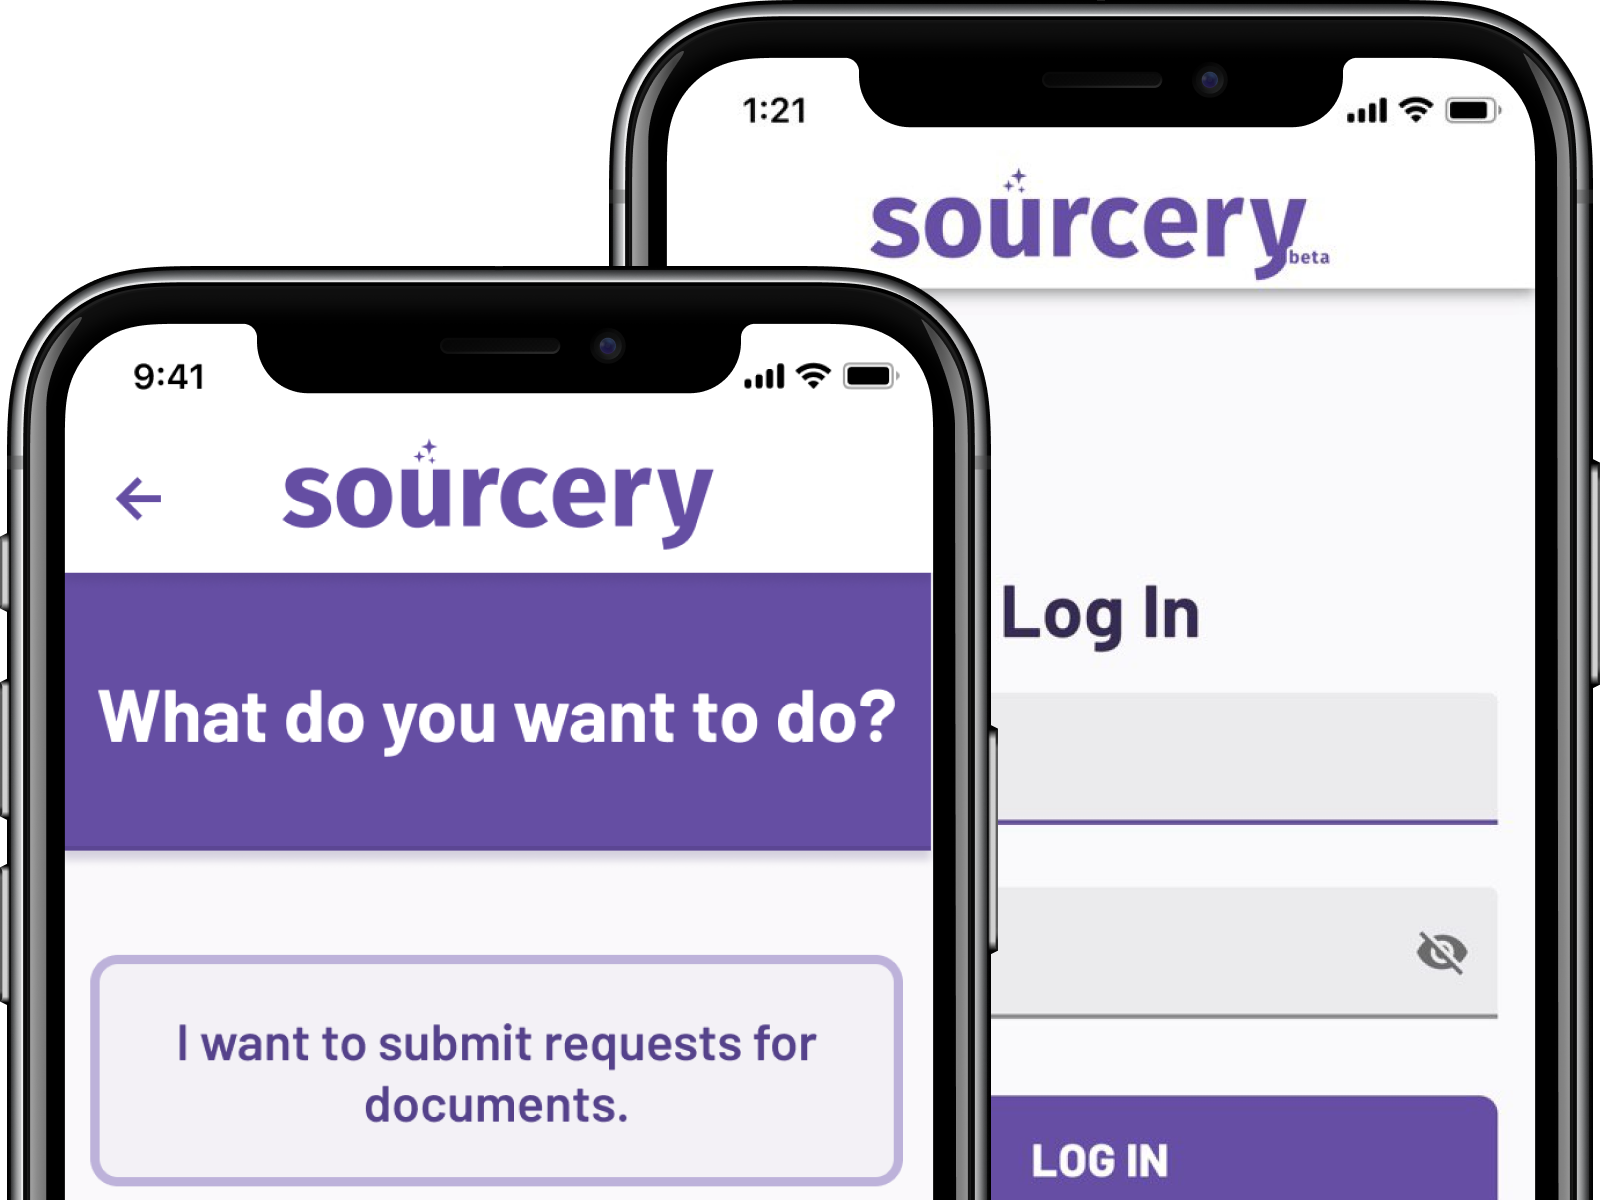 1:21
sourcery
beta
Log In
LOG IN
9:41
sourcery
What do you want to do?
I want to submit requests for
documents.